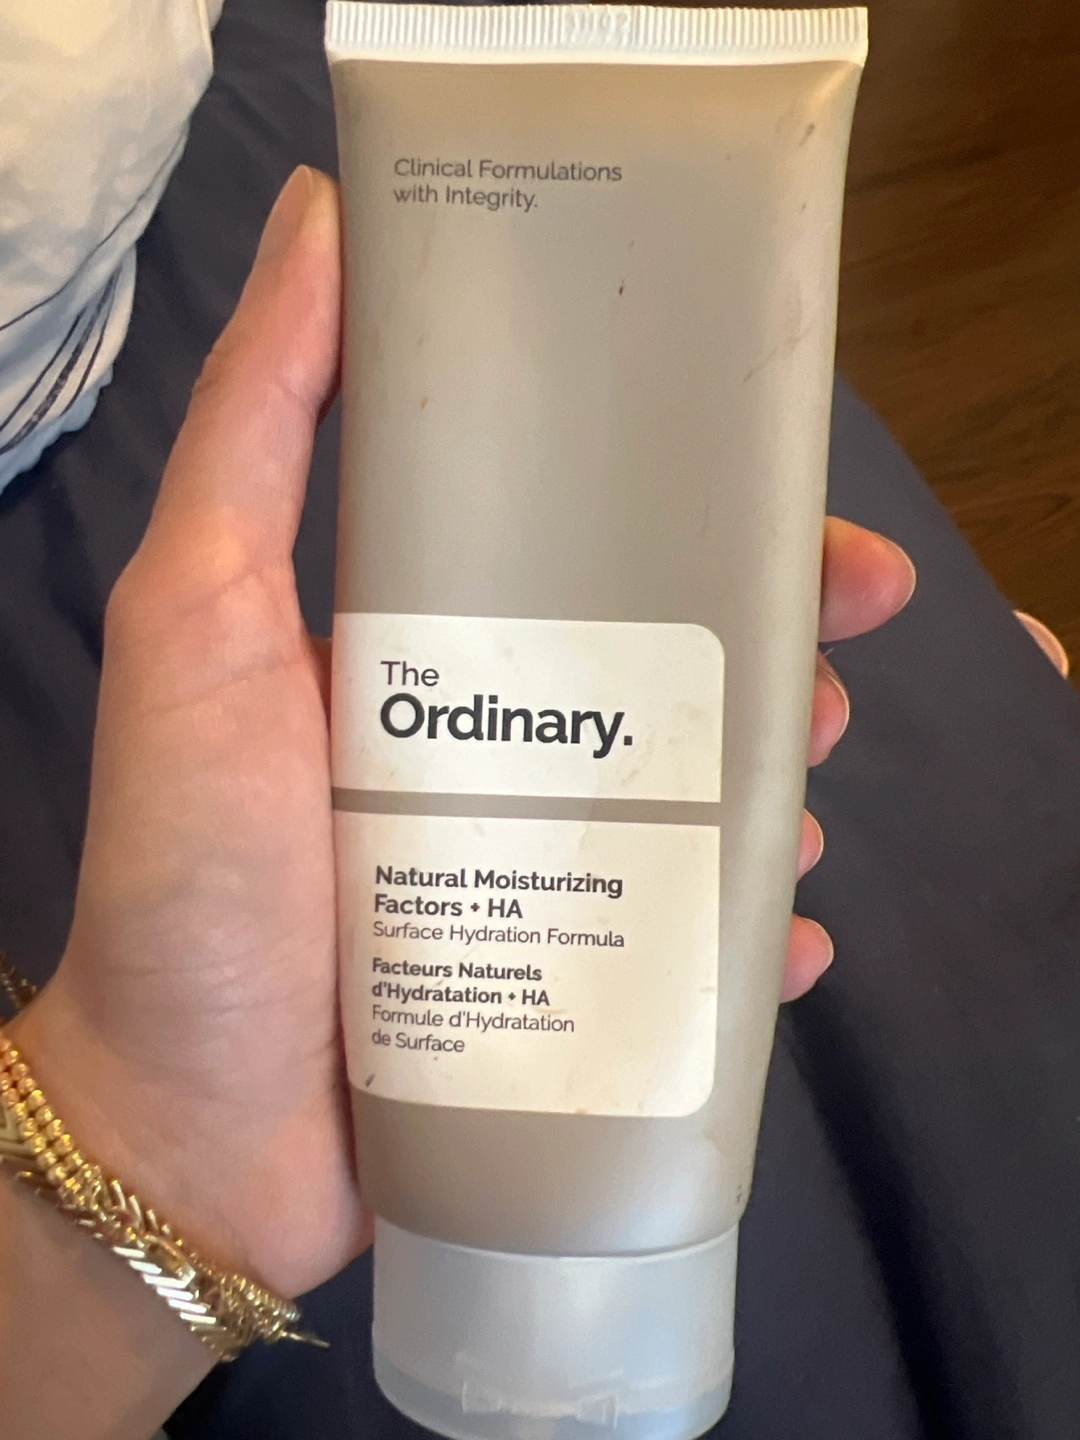 Clinical Formulations
with Integrity.
The
Ordinary.
Natural Moisturizing
Factors + HA
Surface Hydration Formula
Facteurs Naturels
d'Hydratation + HA
Formule d'Hydratation
de Surface